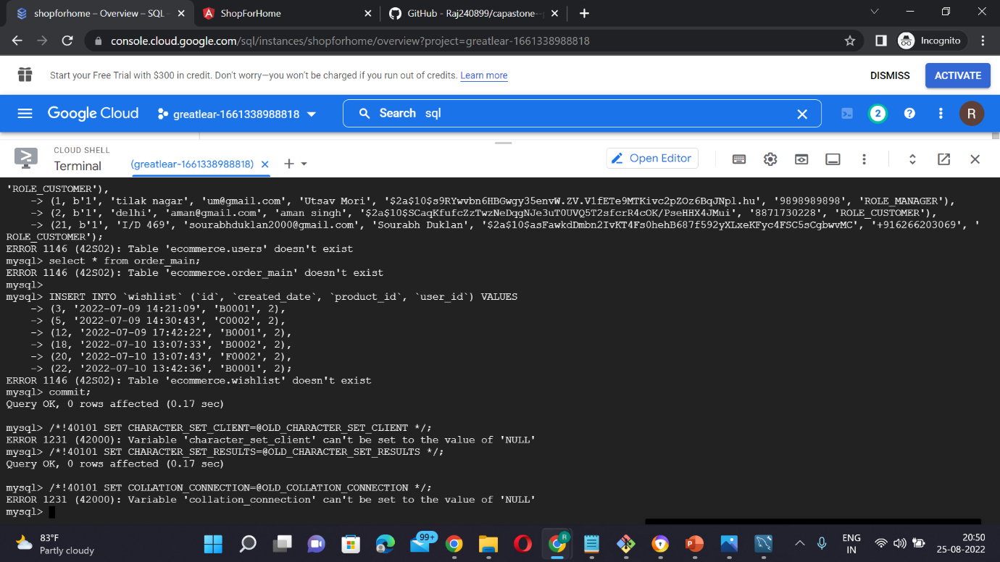 shopforhome – Overview – SQL –
ShopForHome
GitHub - Raj240899/capastone--p
console.cloud.google.com/sql/instances/shopforhome/overview?project=greatlear-1661338988818
Incognito
Start your Free Trial with $300 in credit. Don't worry—you won't be charged if you run out of credits. Learn more
DISMISS
ACTIVATE
Google Cloud
greatlear-1661338988818
Search sql
2
R
CLOUD SHELL
Terminal
(greatlear-1661338988818)
Open Editor
'ROLE_CUSTOMER'),
    -> (1, b'1', 'tilak nagar', 'um@gmail.com', 'Utsav Mori', '$2a$10$s9RYwvbn6HBGwgy35envW.ZV.V1fETe9MTKivc2pZOz6BqJNpl.hu', '9898989898', 'ROLE_MANAGER'),
    -> (2, b'1', 'delhi', 'aman@gmail.com', 'aman singh', '$2a$10$SCaqKfufcZzTwzNeDqgNJe3uT0UVQ5T2sfcrR4cOK/PseHHX4JMui', '8871730228', 'ROLE_CUSTOMER'),
    -> (21, b'1', 'I/D 469', 'sourabhduklan2000@gmail.com', 'Sourabh Duklan', '$2a$10$asFawkdDmbn2IvKT4Fs0hehB687f592yXLxeKFyc4FSC5sCgbwvMC', '+916266203069', '
ROLE_CUSTOMER');
ERROR 1146 (42S02): Table 'ecommerce.users' doesn't exist
mysql> select * from order_main;
ERROR 1146 (42S02): Table 'ecommerce.order_main' doesn't exist
mysql>
mysql> INSERT INTO `wishlist` (`id`, `created_date`, `product_id`, `user_id`) VALUES
    -> (3, '2022-07-09 14:21:09', 'B0001', 2),
    -> (5, '2022-07-09 14:30:43', 'C0002', 2),
    -> (12, '2022-07-09 17:42:22', 'B0001', 2),
    -> (18, '2022-07-10 13:07:33', 'B0002', 2),
    -> (20, '2022-07-10 13:07:43', 'F0002', 2),
    -> (22, '2022-07-10 13:42:36', 'B0001', 2);
ERROR 1146 (42S02): Table 'ecommerce.wishlist' doesn't exist
mysql> commit;
Query OK, 0 rows affected (0.17 sec)
mysql> /*!40101 SET CHARACTER_SET_CLIENT=@OLD_CHARACTER_SET_CLIENT */;
ERROR 1231 (42000): Variable 'character_set_client' can't be set to the value of 'NULL'
mysql> /*!40101 SET CHARACTER_SET_RESULTS=@OLD_CHARACTER_SET_RESULTS */;
Query OK, 0 rows affected (0.17 sec)
mysql> /*!40101 SET COLLATION_CONNECTION=@OLD_COLLATION_CONNECTION */;
ERROR 1231 (42000): Variable 'collation_connection' can't be set to the value of 'NULL'
mysql>
83°F
Partly cloudy
99+
R
ENG
IN
20:50
25-08-2022